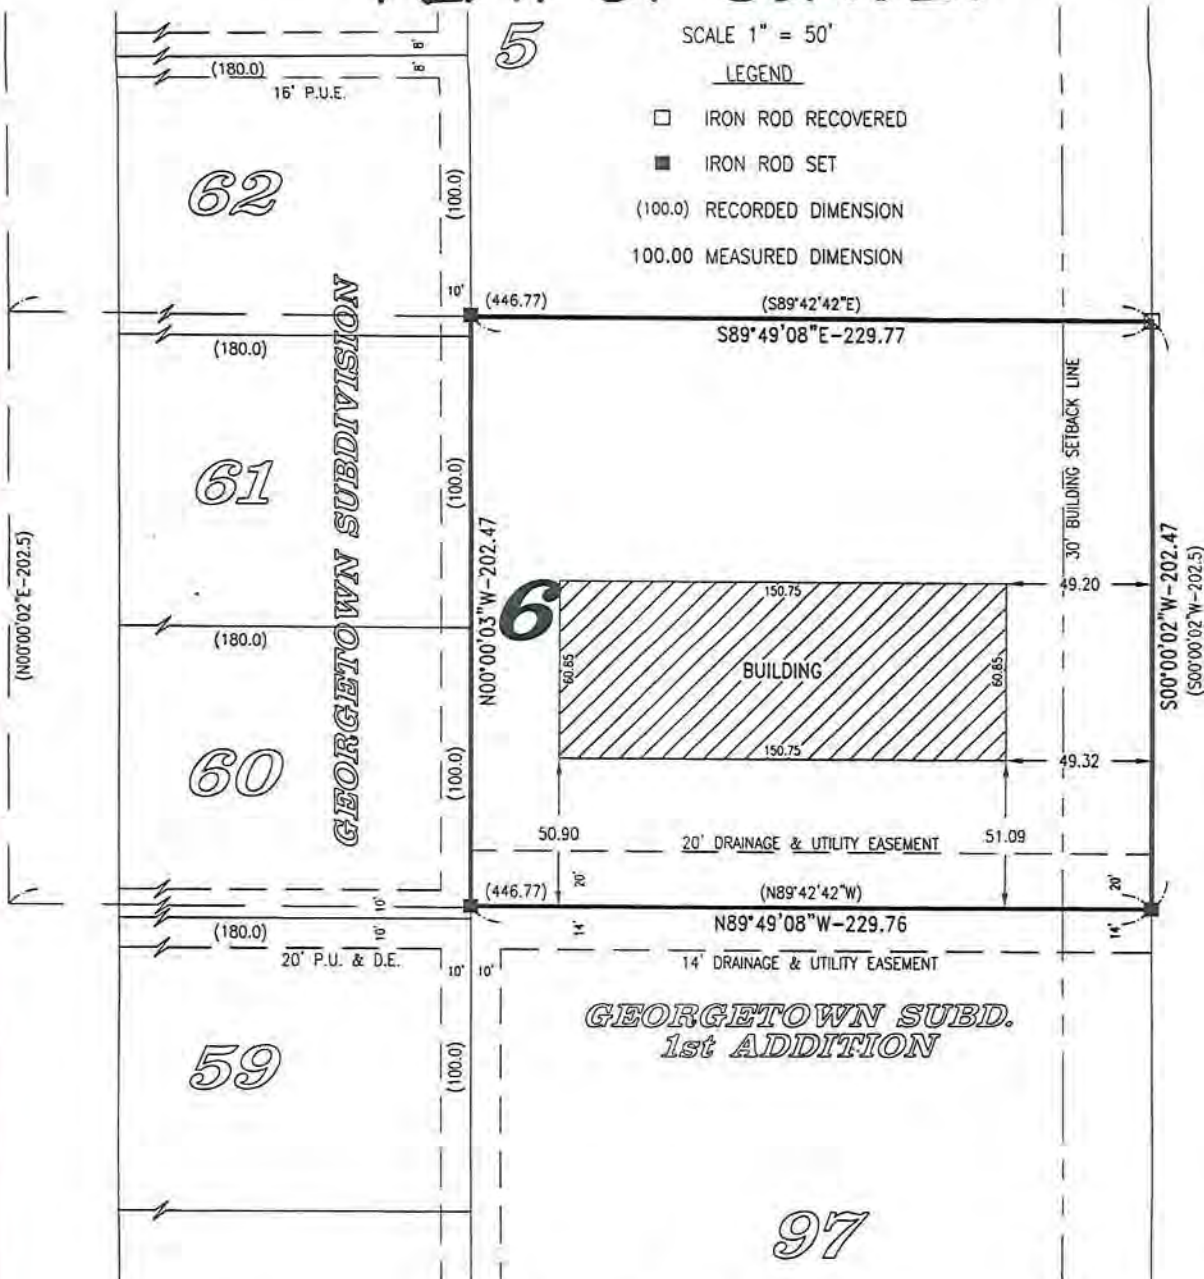 5
SCALE 1" = 50'
LEGEND
IRON ROD RECOVERED
IRON ROD SET
(100.0) RECORDED DIMENSION
100.00 MEASURED DIMENSION
8'
8'
(180.0)
16' P.U.E.
62
(100.0)
10'
(446.77)
(S89°42'42"E)
S89°49'08"E-229.77
(180.0)
GEORGETOWN SUBDIVISION
61
(100.0)
(N00°00'02"E-202.5)
N00°00'03"W-202.47
6
30' BUILDING SETBACK LINE
S00°00'02"W-202.47
(S00°00'02"W-202.5)
49.20
150.75
(180.0)
60.65
BUILDING
60.65
150.75
49.32
60
(100.0)
50.90
20' DRAINAGE & UTILITY EASEMENT
51.09
(446.77)
20'
(N89°42'42"W)
20'
10'
(180.0)
10'
14'
N89°49'08"W-229.76
14'
20' P.U. & D.E.
10'
10'
14' DRAINAGE & UTILITY EASEMENT
GEORGETOWN SUBD.
1st ADDITION
59
(100.0)
97